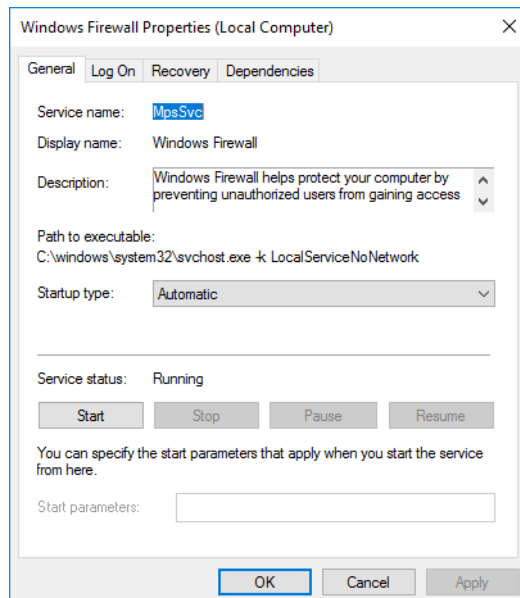 Windows Firewall Properties (Local Computer)
General Log On Recovery Dependencies
Service name: MpsSvc
Display name: Windows Firewall
Description: Windows Firewall helps protect your computer by
preventing unauthorized users from gaining access
Path to executable:
C:\windows\system32\svchost.exe -k LocalServiceNoNetwork
Startup type: Automatic
Service status: Running
Start Stop Pause Resume
You can specify the start parameters that apply when you start the service
from here.
Start parameters:
OK Cancel Apply